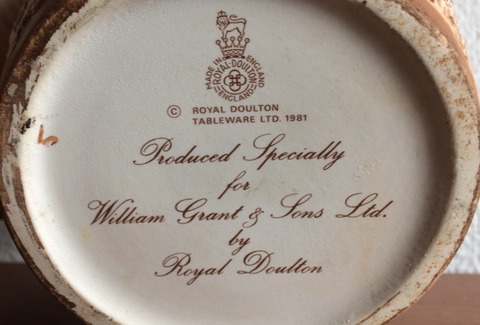 MADE IN ENGLAND
ROYAL-DOULTON
ENGLAND
© ROYAL DOULTON
TABLEWARE LTD. 1981
Produced Specially
for
William Grant & Sons Ltd.
by
Royal Doulton